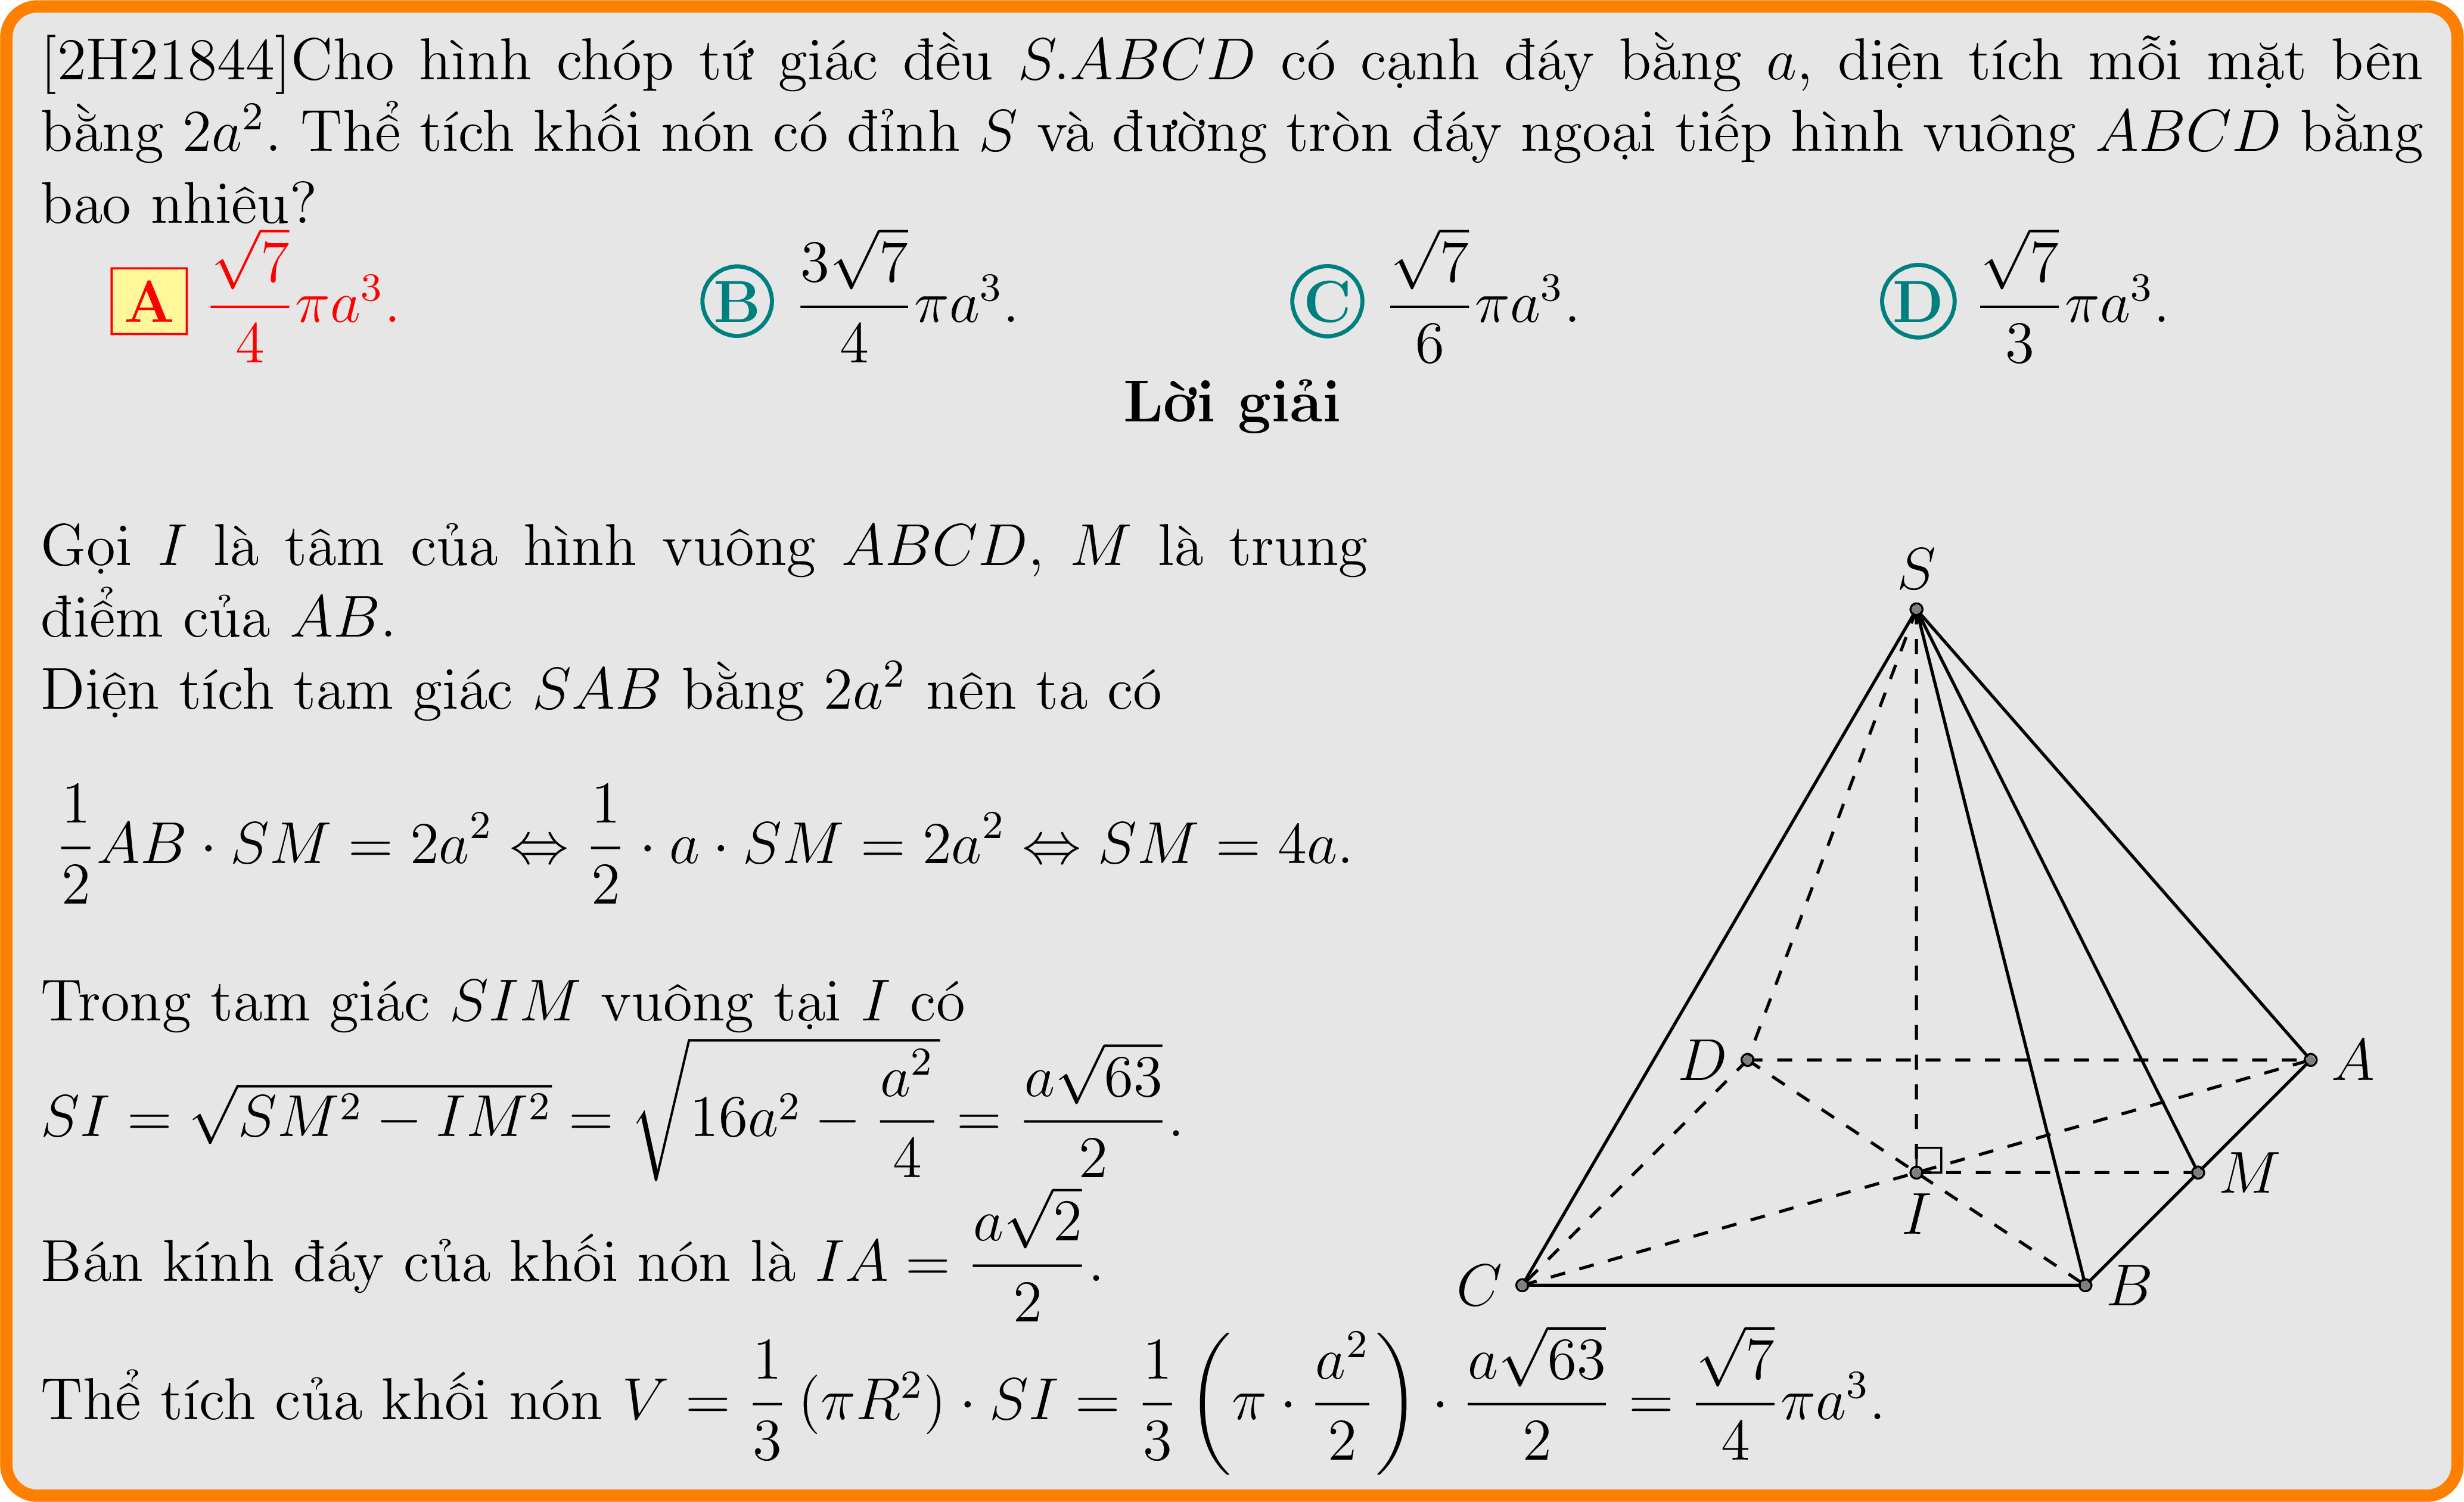 [2H21844]Cho hình chóp tứ giác đều $S.ABCD$ có cạnh đáy bằng $a$, diện tích mỗi mặt bên
bằng $2a^2$. Thể tích khối nón có đỉnh $S$ và đường tròn đáy ngoại tiếp hình vuông $ABCD$ bằng
bao nhiêu?
A $\frac{\sqrt{7}}{4}\pi a^3$. B $\frac{3\sqrt{7}}{4}\pi a^3$. C $\frac{\sqrt{7}}{6}\pi a^3$. D $\frac{\sqrt{7}}{3}\pi a^3$.
Lời giải
Gọi $I$ là tâm của hình vuông $ABCD$, $M$ là trung
điểm của $AB$.
Diện tích tam giác $SAB$ bằng $2a^2$ nên ta có
$\frac{1}{2}AB \cdot SM = 2a^2 \Leftrightarrow \frac{1}{2} \cdot a \cdot SM = 2a^2 \Leftrightarrow SM = 4a.$
Trong tam giác $SIM$ vuông tại $I$ có
$SI = \sqrt{SM^2 - IM^2} = \sqrt{16a^2 - \frac{a^2}{4}} = \frac{a\sqrt{63}}{2}.$
Bán kính đáy của khối nón là $IA = \frac{a\sqrt{2}}{2}.$
Thể tích của khối nón $V = \frac{1}{3}\left(\pi R^2\right) \cdot SI = \frac{1}{3}\left(\pi \cdot \frac{a^2}{2}\right) \cdot \frac{a\sqrt{63}}{2} = \frac{\sqrt{7}}{4}\pi a^3.$
S
D
A
M
I
C
B